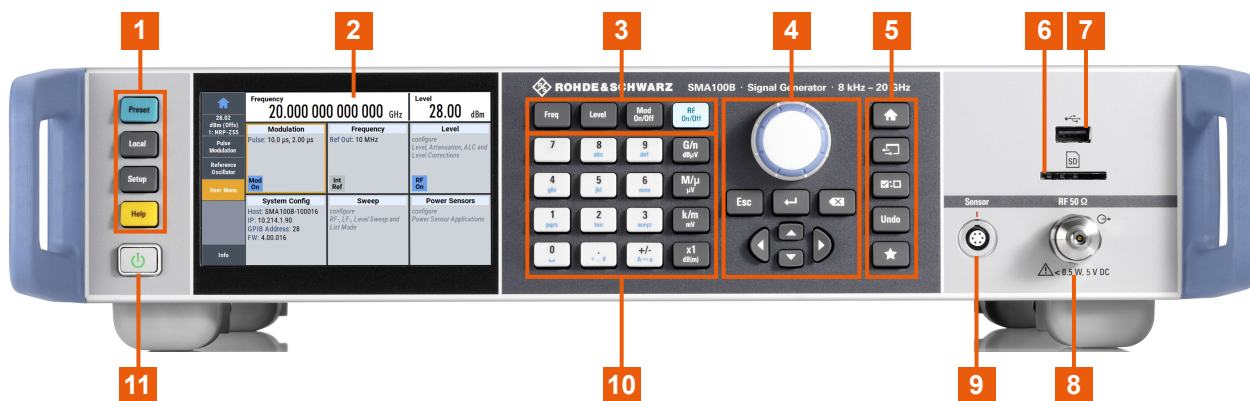 1
2
3
4
5
6
7
ROHDE&SCHWARZ SMA100B · Signal Generator · 8 kHz – 20 GHz
Preset
Local
Setup
Help
28.02
dBm (Offs)
1: NRP-Z55
Pulse
Modulation
Reference
Oscillator
User Menu
Info
Frequency
20.000 000 000 000 GHz
Level
28.00 dBm
Modulation
Pulse: 10.0 µs, 2.00 µs
Mod
On
Frequency
Ref Out: 10 MHz
Int
Ref
Level
configure
Level, Attenuation, ALC and
Level Corrections
RF
On
System Config
Host: SMA100B-100016
IP: 10.214.1.90
GPIB Address: 28
FW: 4.00.016
Sweep
configure
RF-, LF-, Level Sweep and
List Mode
Power Sensors
configure
Power Sensor Applications
Freq
Level
Mod
On/Off
RF
On/Off
7
8
abc
9
def
G/n
dBµV
4
ghi
5
jkl
6
mno
M/µ
µV
1
pqrs
2
tuv
3
wxyz
k/m
mV
0
.
+/-
x1
dB(m)
Esc
Undo
SD
Sensor
RF 50 Ω
< 0.5 W, 5 V DC
11
10
9
8